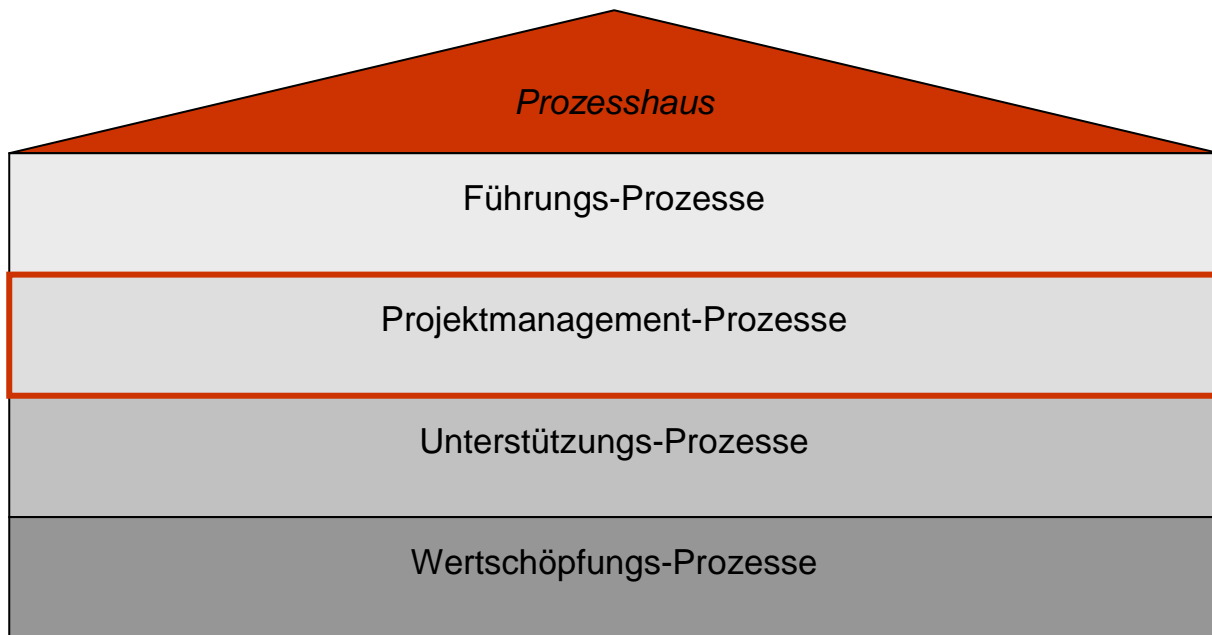 Prozesshaus
Führungs-Prozesse
Projektmanagement-Prozesse
Unterstützungs-Prozesse
Wertschöpfungs-Prozesse